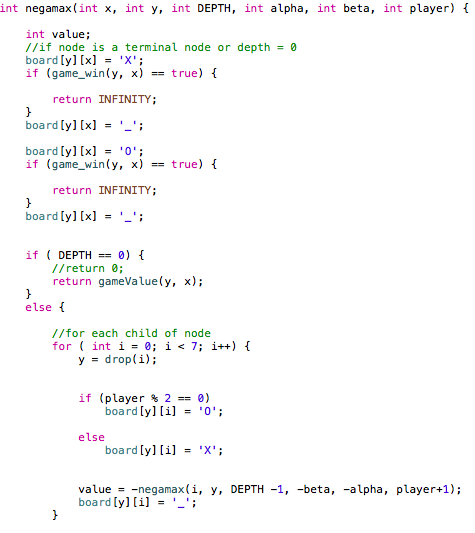 int negamax(int x, int y, int DEPTH, int alpha, int beta, int player) {
int value;
//if node is a terminal node or depth = 0
board[y][x] = 'X';
if (game_win(y, x) == true) {
return INFINITY;
}
board[y][x] = '_';
board[y][x] = 'O';
if (game_win(y, x) == true) {
return INFINITY;
}
board[y][x] = '_';
if ( DEPTH == 0) {
//return 0;
return gameValue(y, x);
}
else {
//for each child of node
for ( int i = 0; i < 7; i++) {
y = drop(i);
if (player % 2 == 0)
board[y][i] = 'O';
else
board[y][i] = 'X';
value = -negamax(i, y, DEPTH -1, -beta, -alpha, player+1);
board[y][i] = '_';
}